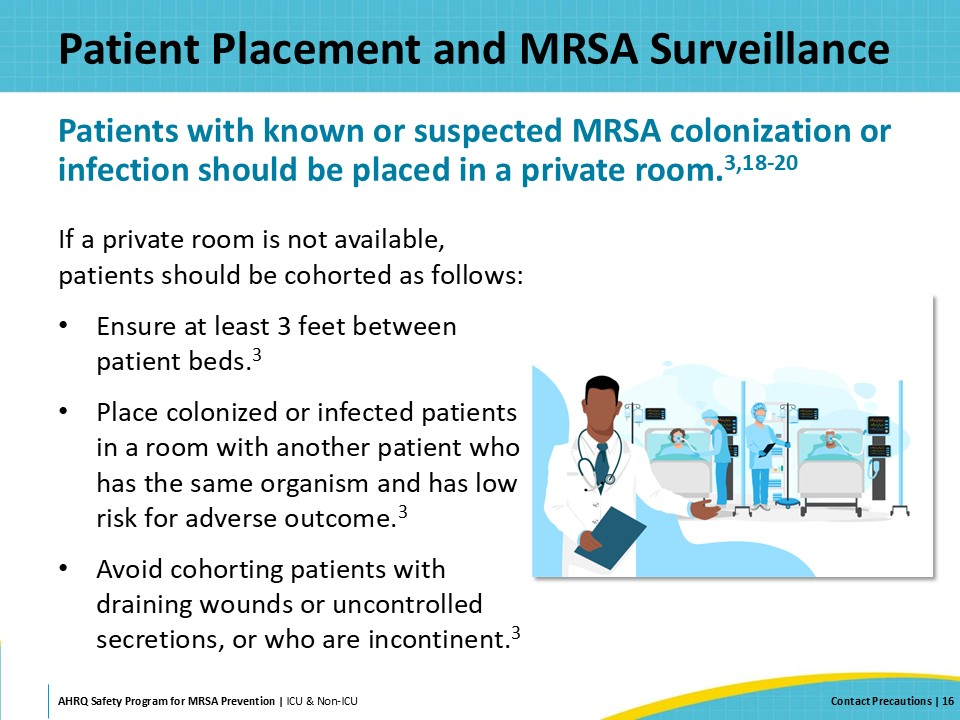 Patient Placement and MRSA Surveillance
Patients with known or suspected MRSA colonization or
infection should be placed in a private room.3,18-20
If a private room is not available,
patients should be cohorted as follows:
• Ensure at least 3 feet between
patient beds.3
• Place colonized or infected patients
in a room with another patient who
has the same organism and has low
risk for adverse outcome.3
• Avoid cohorting patients with
draining wounds or uncontrolled
secretions, or who are incontinent.3
AHRQ Safety Program for MRSA Prevention | ICU & Non-ICU
Contact Precautions | 16